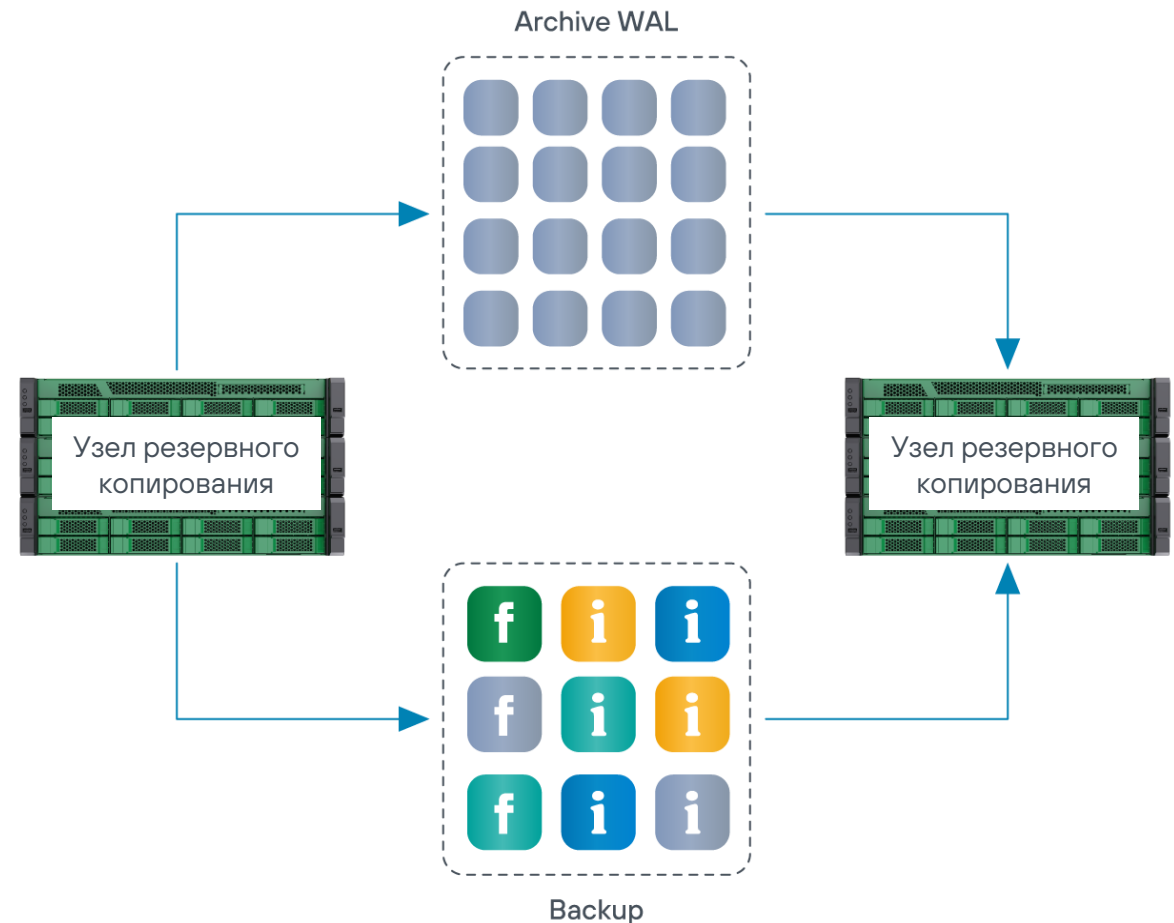 Archive WAL
Узел резервного
копирования
Узел резервного
копирования
f i i
f i i
f i i
Backup